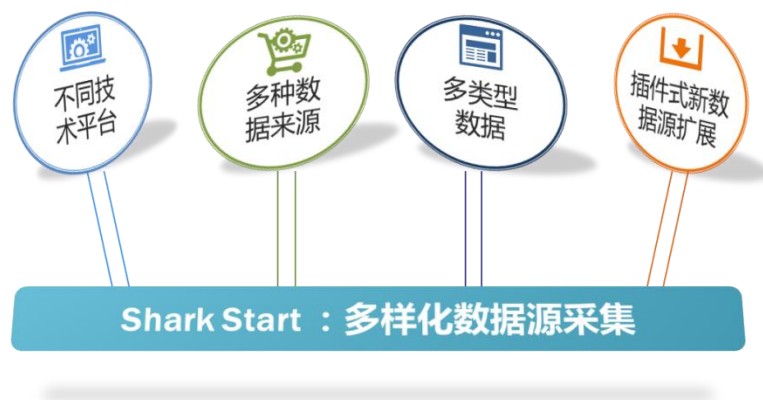 不同技
术平台
多种数
据来源
多类型
数据
插件式新数
据源扩展
Shark Start ：多样化数据源采集